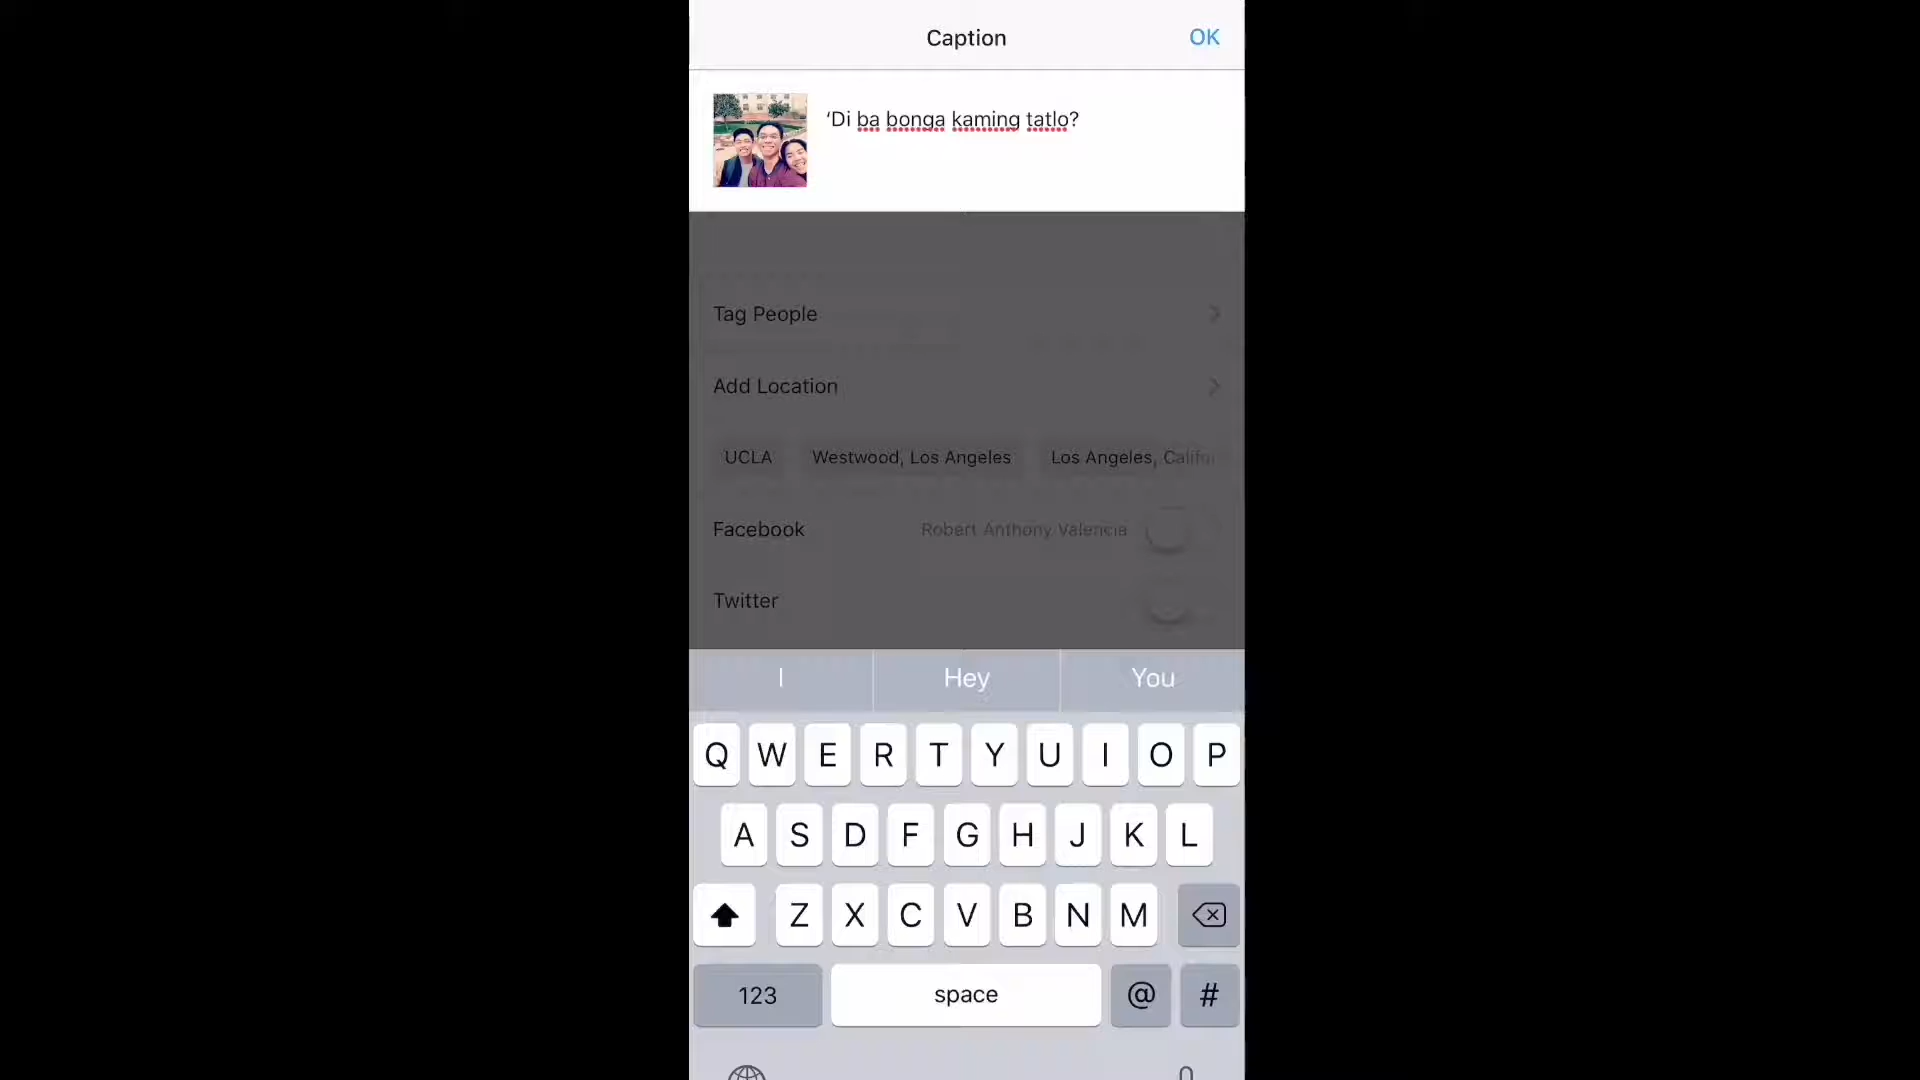 Caption
OK
‘Di ba bonga kaming tatlo?
Tag People
Add Location
UCLA
Westwood, Los Angeles
Los Angeles, Califor
Facebook
Robert Anthony Valencia
Twitter
I
Hey
You
Q W E R T Y U I O P
A S D F G H J K L
Z X C V B N M
123
space
@
#